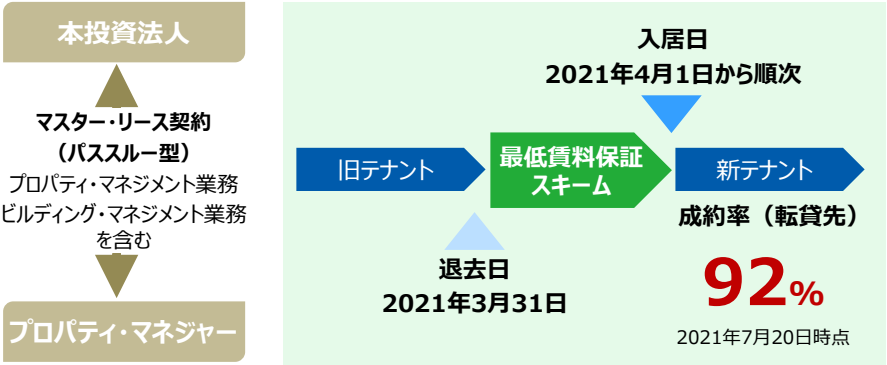 本投資法人
マスター・リース契約
（パススルー型）
プロパティ・マネジメント業務
ビルディング・マネジメント業務
を含む
プロパティ・マネジャー
入居日
2021年4月1日から順次
旧テナント
最低賃料保証
スキーム
新テナント
成約率（転貸先）
退去日
2021年3月31日
92%
2021年7月20日時点